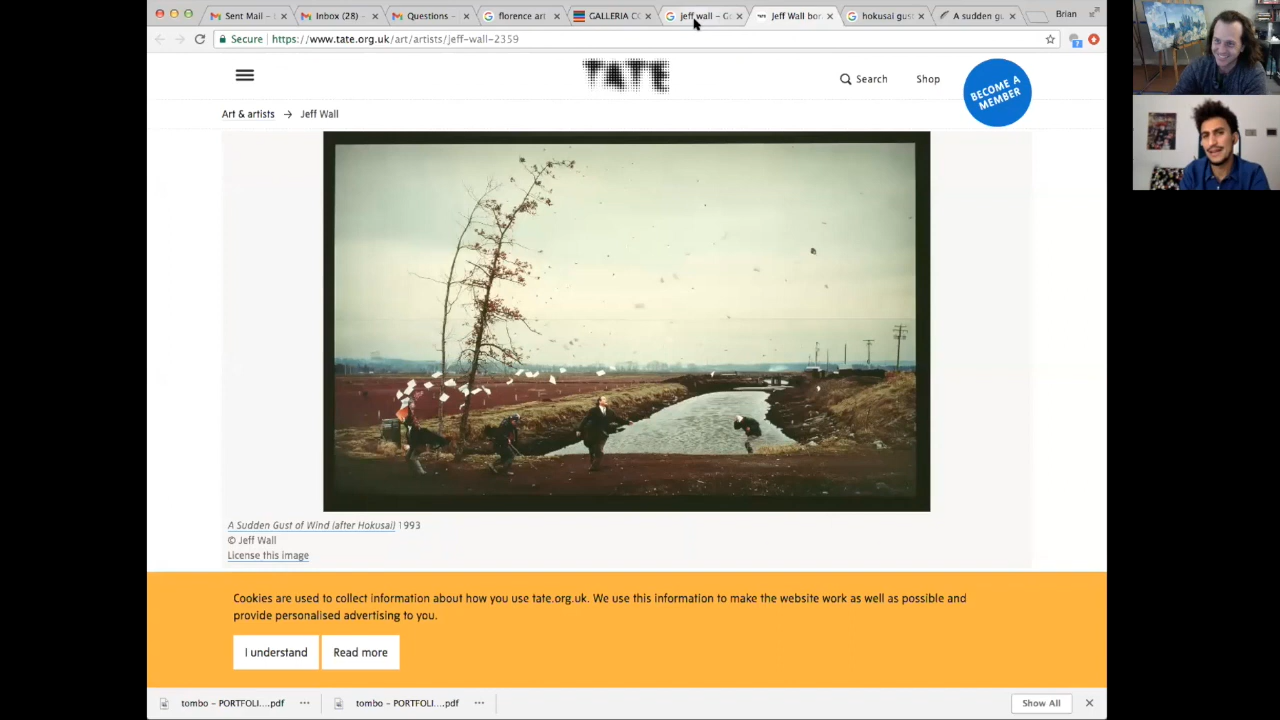 Sent Mail -
Inbox (28) -
Questions -
florence art
GALLERIA CO
jeff wall - Go
Jeff Wall bor
hokusai gust
A sudden gu
Brian
Secure
https://www.tate.org.uk/art/artists/jeff-wall-2359
TATE
Search
Shop
BECOME A
MEMBER
Art & artists → Jeff Wall
A Sudden Gust of Wind (after Hokusai) 1993
© Jeff Wall
License this image
Cookies are used to collect information about how you use tate.org.uk. We use this information to make the website work as well as possible and
provide personalised advertising to you.
I understand
Read more
tombo - PORTFOLI....pdf
tombo - PORTFOLI....pdf
Show All